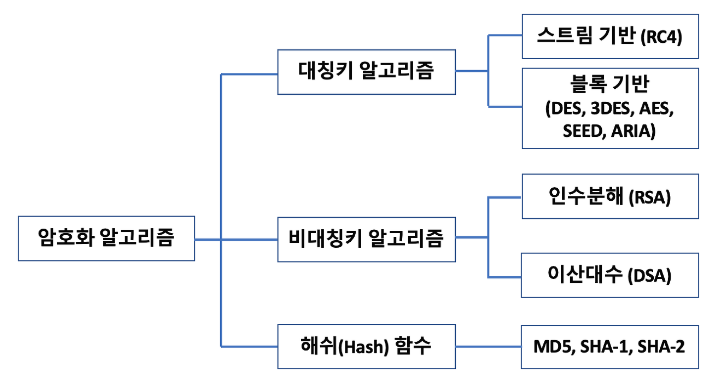 암호화 알고리즘
대칭키 알고리즘
스트림 기반 (RC4)
블록 기반
(DES, 3DES, AES,
SEED, ARIA)
비대칭키 알고리즘
인수분해 (RSA)
이산대수 (DSA)
해쉬(Hash) 함수
MD5, SHA-1, SHA-2